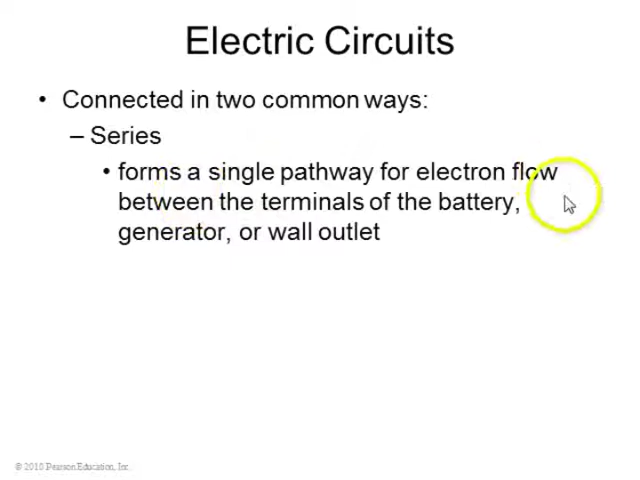 Electric Circuits
• Connected in two common ways:
– Series
• forms a single pathway for electron flow
between the terminals of the battery,
generator, or wall outlet
© 2010 Pearson Education, Inc.